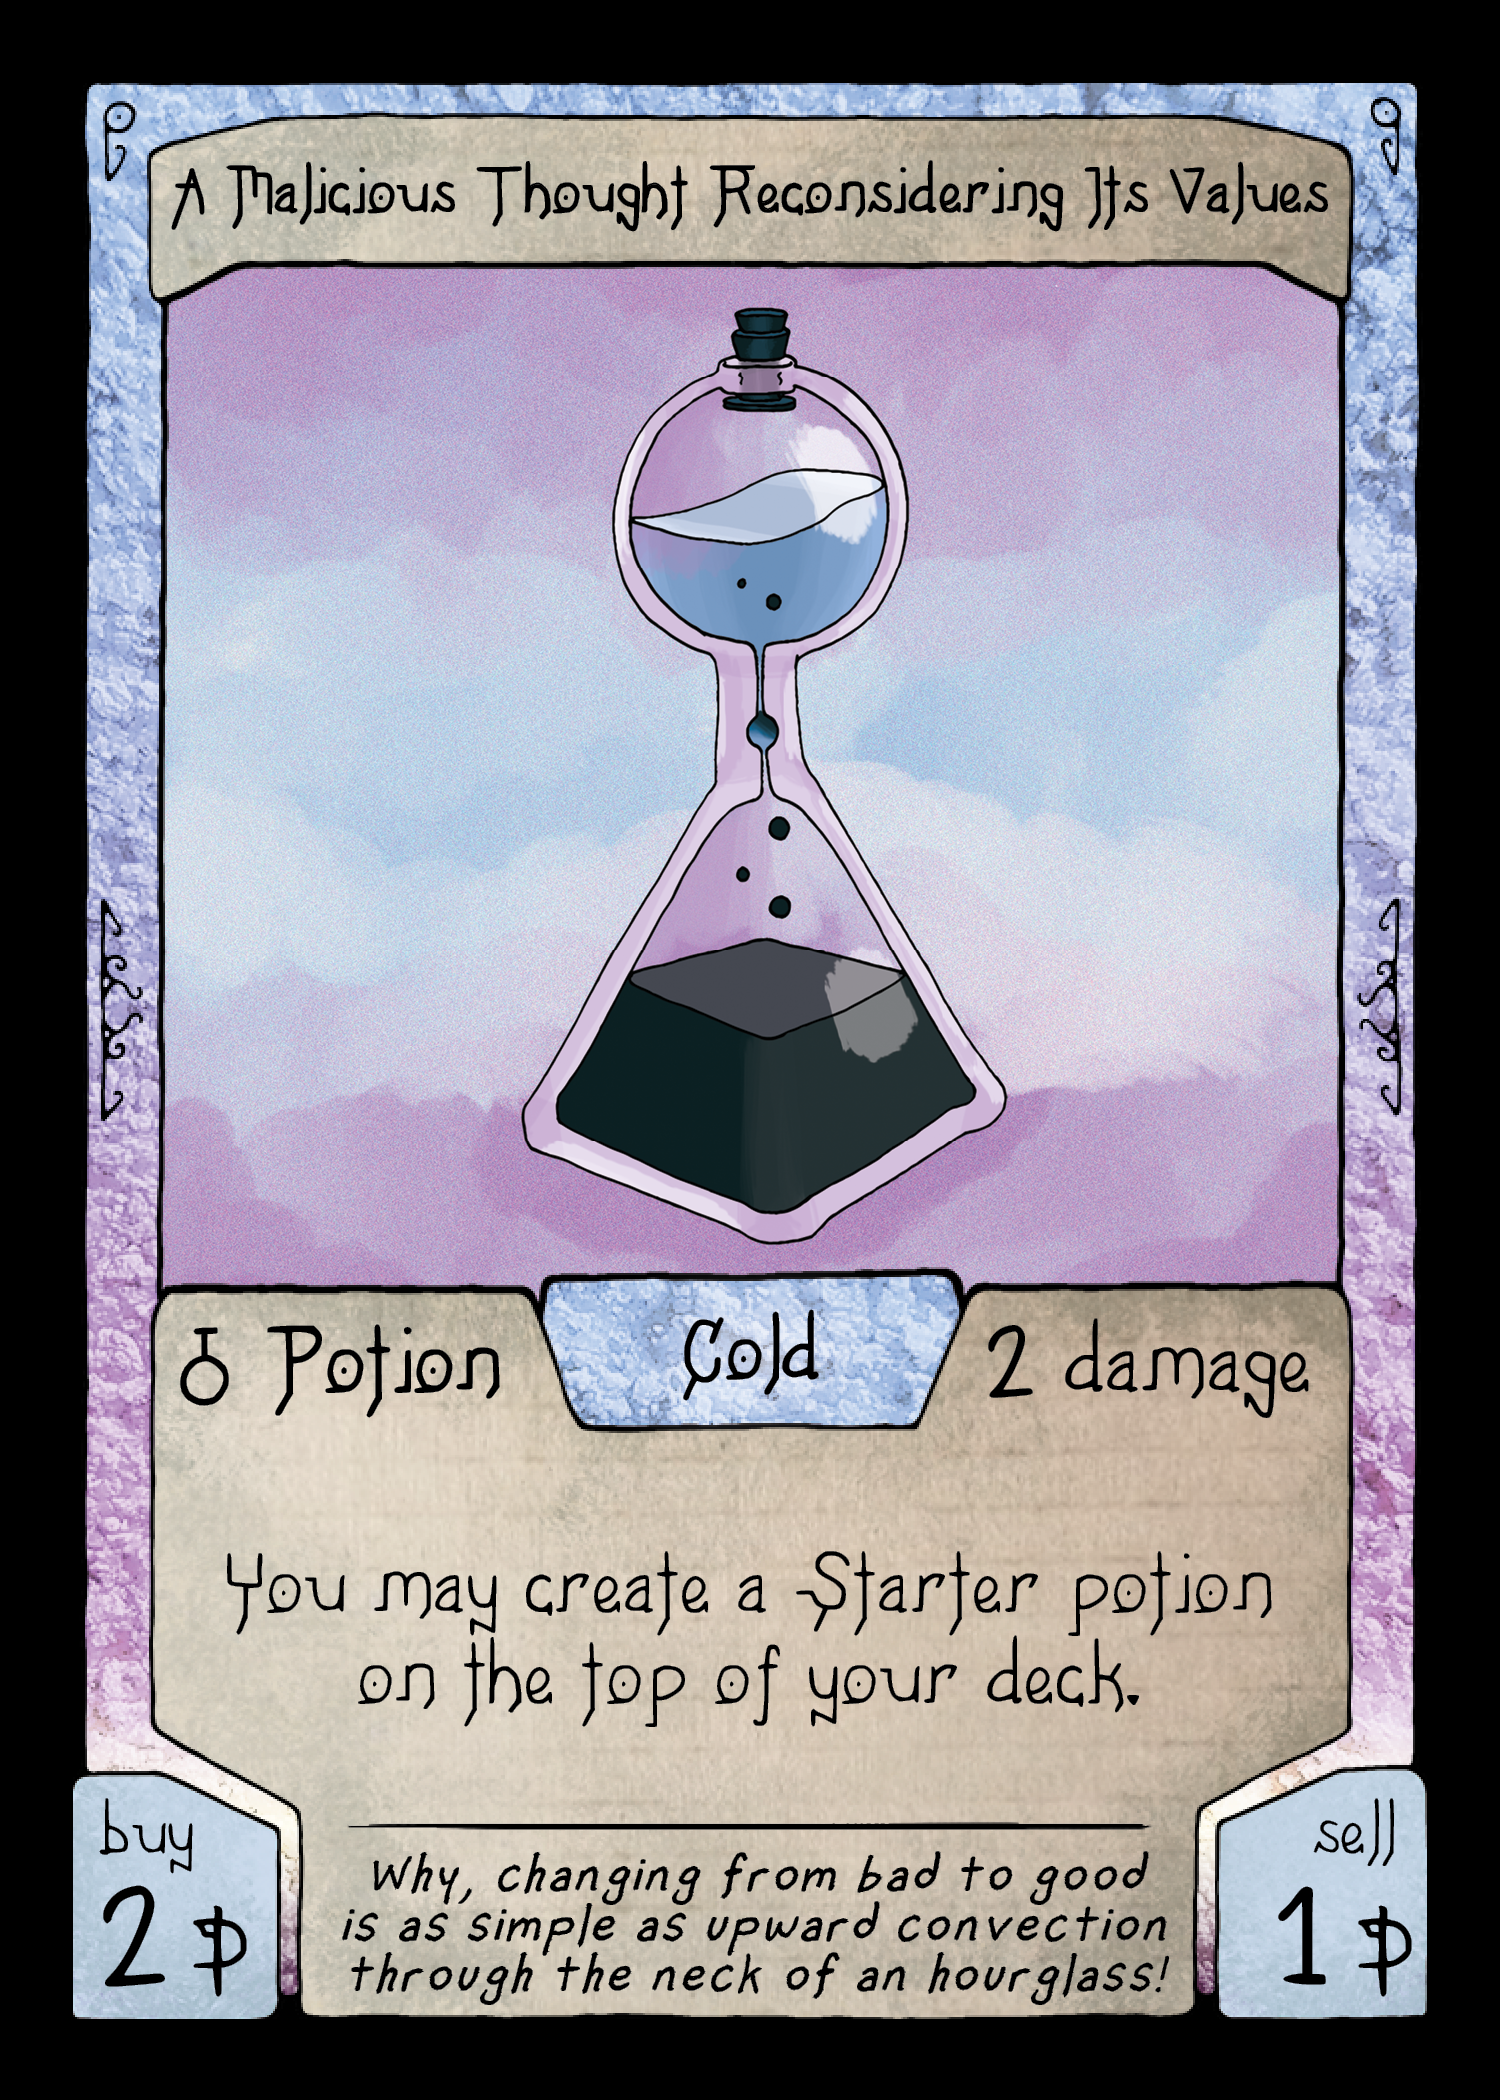 A Malicious Thought Reconsidering Its Values
Potion
Cold
2 damage
You may create a Starter potion
on the top of your deck.
buy
2
sell
1
Why, changing from bad to good
is as simple as upward convection
through the neck of an hourglass!